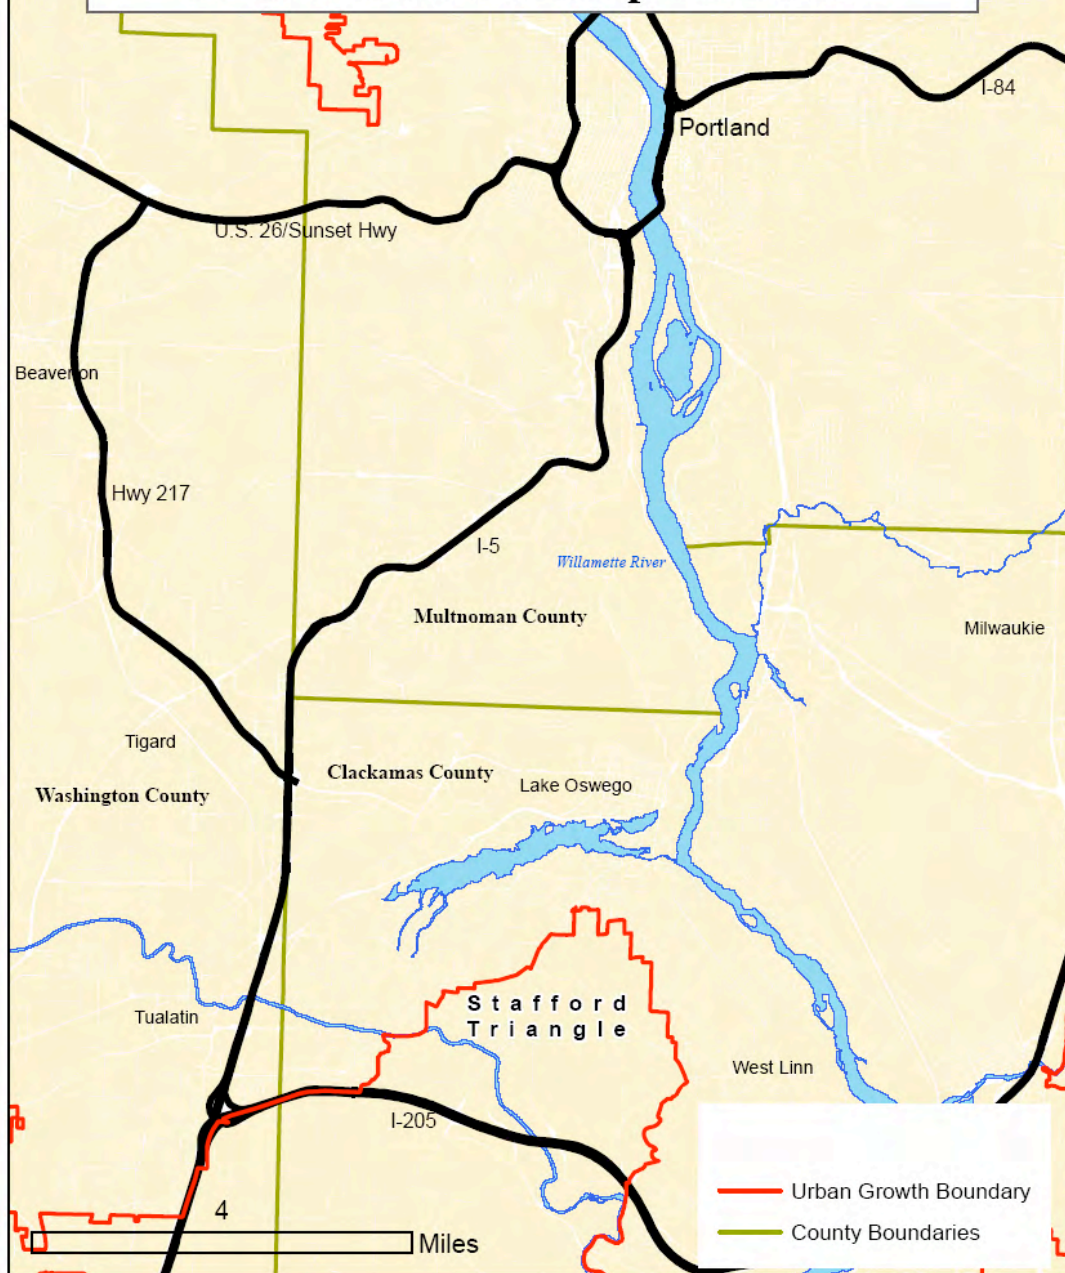 I-84
Portland
U.S. 26/Sunset Hwy
Beaverton
Hwy 217
I-5
Willamette River
Multnoman County
Milwaukie
Tigard
Clackamas County
Washington County
Lake Oswego
Stafford
Triangle
Tualatin
West Linn
I-205
Urban Growth Boundary
4
County Boundaries
Miles